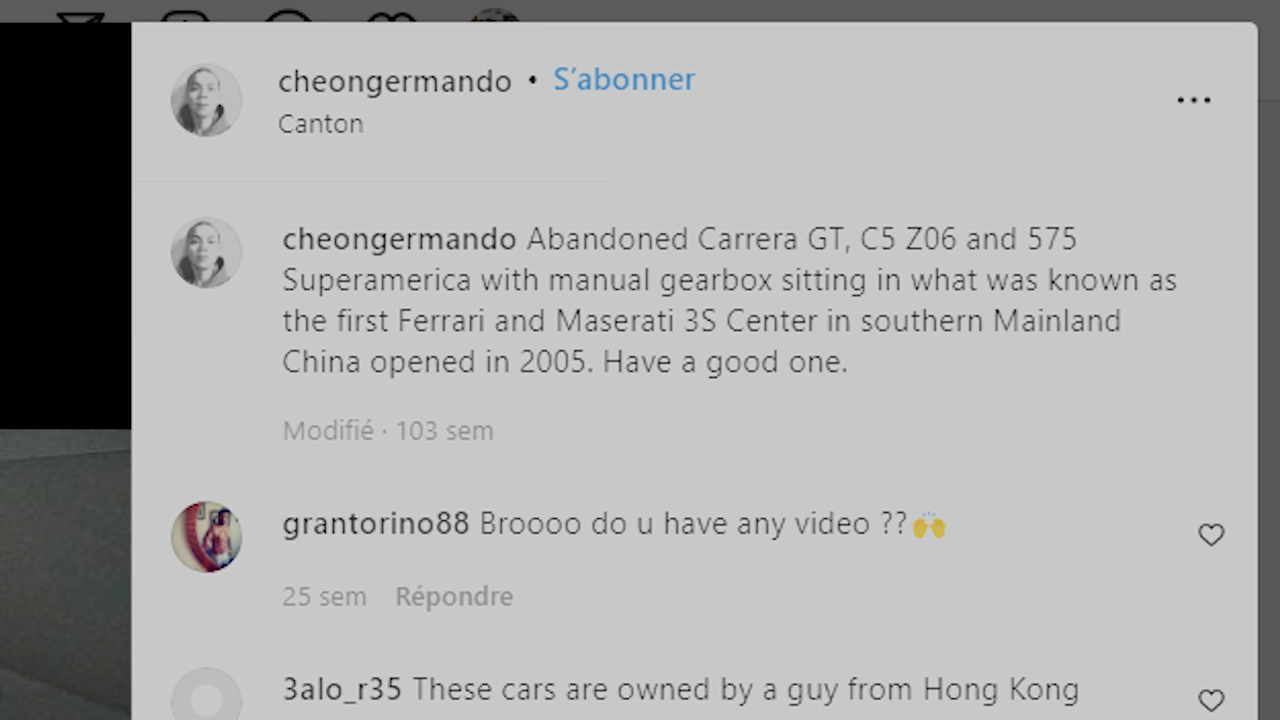 cheongermando • S'abonner
Canton
cheongermando Abandoned Carrera GT, C5 Z06 and 575
Superamerica with manual gearbox sitting in what was known as
the first Ferrari and Maserati 3S Center in southern Mainland
China opened in 2005. Have a good one.
Modifié · 103 sem
grantorino88 Broooo do u have any video ??🙌
25 sem Répondre
3alo_r35 These cars are owned by a guy from Hong Kong